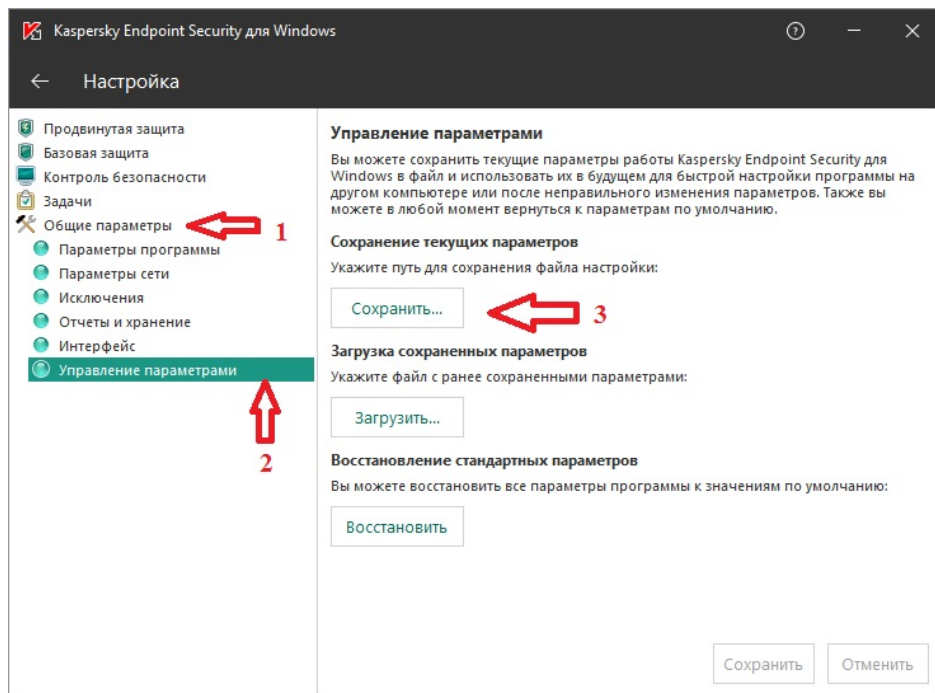 Kaspersky Endpoint Security для Windows
Настройка
Продвинутая защита
Базовая защита
Контроль безопасности
Задачи
Общие параметры
1
Параметры программы
Параметры сети
Исключения
Отчеты и хранение
Интерфейс
Управление параметрами
2
Управление параметрами
Вы можете сохранить текущие параметры работы Kaspersky Endpoint Security для
Windows в файл и использовать их в будущем для быстрой настройки программы на
другом компьютере или после неправильного изменения параметров. Также вы
можете в любой момент вернуться к параметрам по умолчанию.
Сохранение текущих параметров
Укажите путь для сохранения файла настройки:
Сохранить...
3
Загрузка сохраненных параметров
Укажите файл с ранее сохраненными параметрами:
Загрузить...
Восстановление стандартных параметров
Вы можете восстановить все параметры программы к значениям по умолчанию:
Восстановить
Сохранить
Отменить